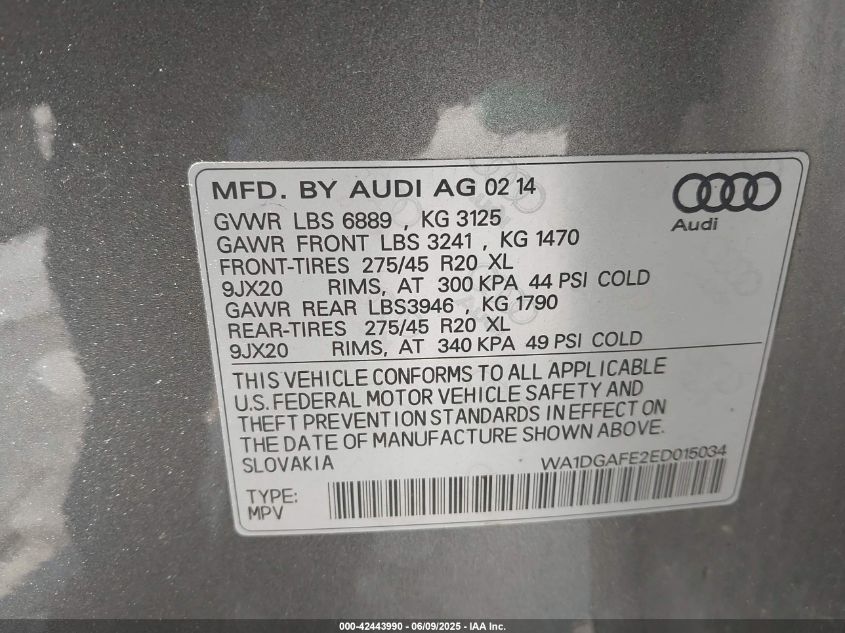 MFD. BY AUDI AG 02 14
Audi
GVWR LBS 6889 , KG 3125
GAWR FRONT LBS 3241 , KG 1470
FRONT-TIRES 275/45 R20 XL
9JX20 RIMS, AT 300 KPA 44 PSI COLD
GAWR REAR LBS3946 , KG 1790
REAR-TIRES 275/45 R20 XL
9JX20 RIMS, AT 340 KPA 49 PSI COLD
THIS VEHICLE CONFORMS TO ALL APPLICABLE
U.S. FEDERAL MOTOR VEHICLE SAFETY AND
THEFT PREVENTION STANDARDS IN EFFECT ON
THE DATE OF MANUFACTURE SHOWN ABOVE.
SLOVAKIA
WA1DGAFE2ED015034
TYPE:
MPV
000-42443990 - 06/09/2025 - IAA Inc.